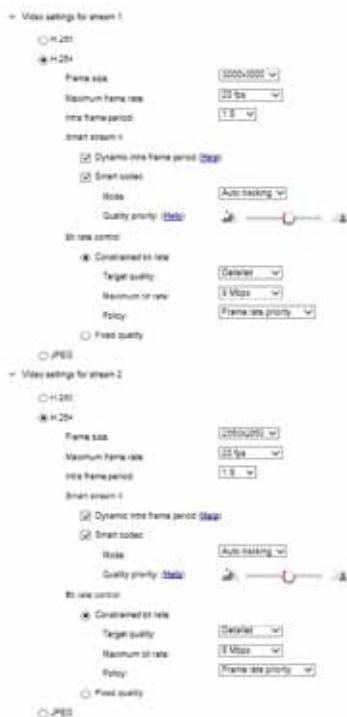 Video settings for stream 1
H.265
H.264
Frame size:
Maximum frame rate: 20 fps
Intra frame period: 1 S
Smart stream II
Dynamic intra frame period (Help)
Smart codec
Mode: Auto tracking
Quality priority: (Help)
Bit rate control
Constrained bit rate
Target quality: Detailed
Maximum bit rate: Mbps
Policy: Frame rate priority
Fixed quality
JPEG
Video settings for stream 2
H.265
H.264
Frame size:
Maximum frame rate: 20 fps
Intra frame period: 1 S
Smart stream II
Dynamic intra frame period (Help)
Smart codec
Mode: Auto tracking
Quality priority: (Help)
Bit rate control
Constrained bit rate
Target quality: Detailed
Maximum bit rate: Mbps
Policy: Frame rate priority
Fixed quality
JPEG